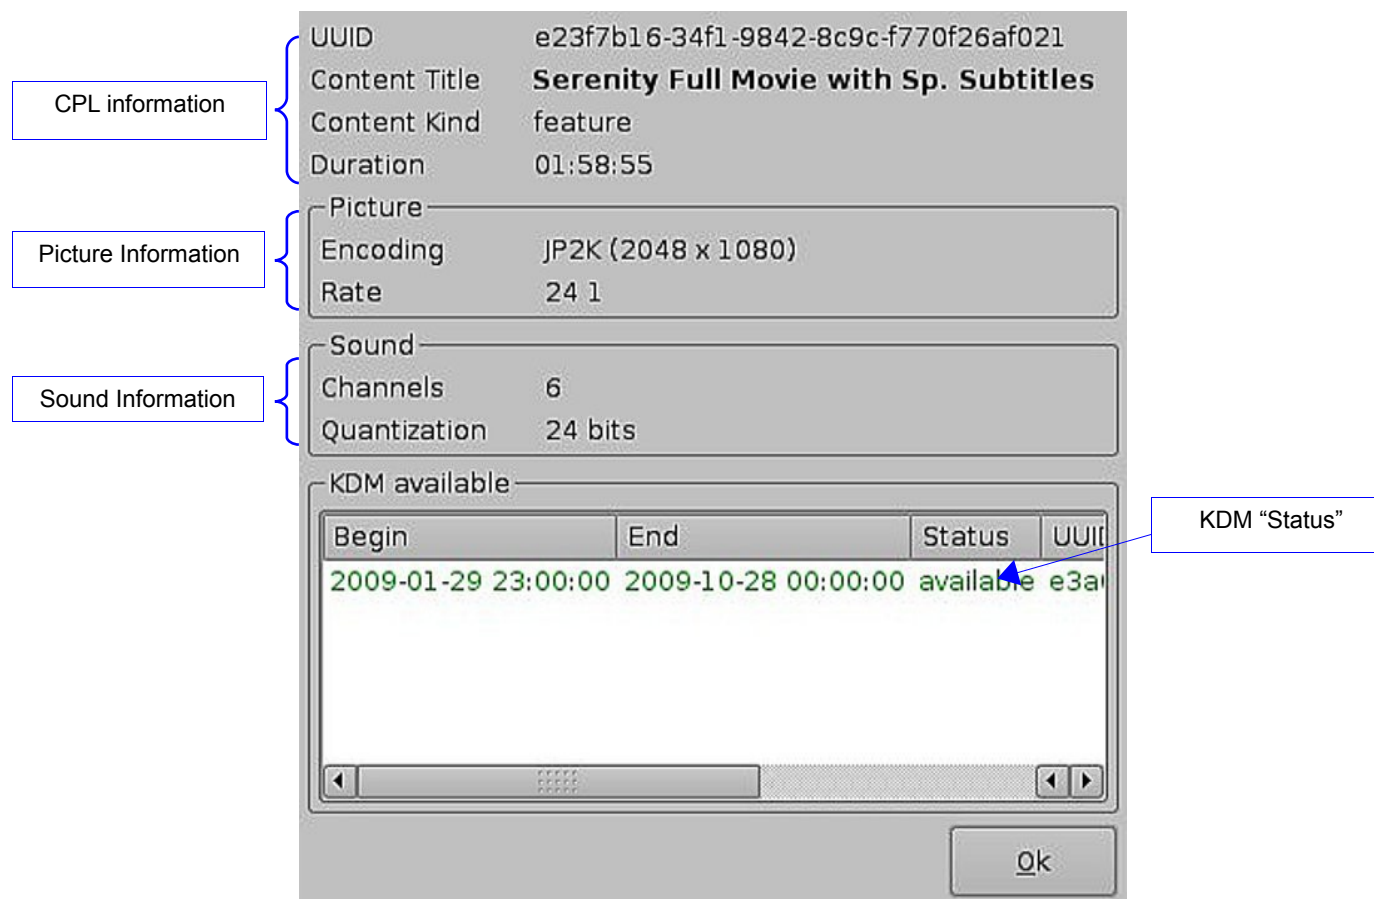 UUID e23f7b16-34f1-9842-8c9c-f770f26af021
Content Title Serenity Full Movie with Sp. Subtitles
CPL information
Content Kind feature
Duration 01:58:55
Picture
Picture Information
Encoding JP2K (2048 x 1080)
Rate 24 1
Sound
Sound Information
Channels 6
Quantization 24 bits
KDM available
KDM “Status”
Begin End Status UUID
2009-01-29 23:00:00 2009-10-28 00:00:00 available e3a
Ok